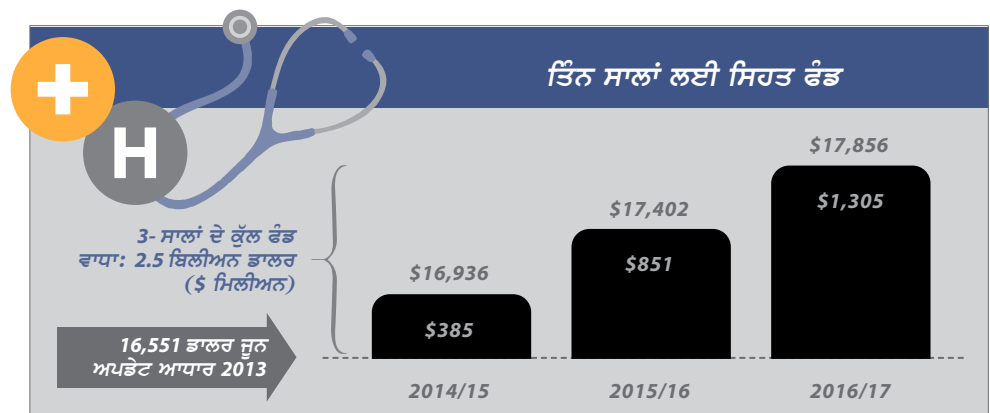 ਤਿੰਨ ਸਾਲਾਂ ਲਈ ਸਿਹਤ ਫੰਡ
H
3- ਸਾਲਾਂ ਦੇ ਕੁੱਲ ਫੰਡ
ਵਾਧਾ: 2.5 ਬਿਲੀਅਨ ਡਾਲਰ
($ ਮਿਲੀਅਨ)
16,551 ਡਾਲਰ ਜੂਨ
ਅਪਡੇਟ ਆਧਾਰ 2013
$16,936
$385
2014/15
$17,402
$851
2015/16
$17,856
$1,305
2016/17